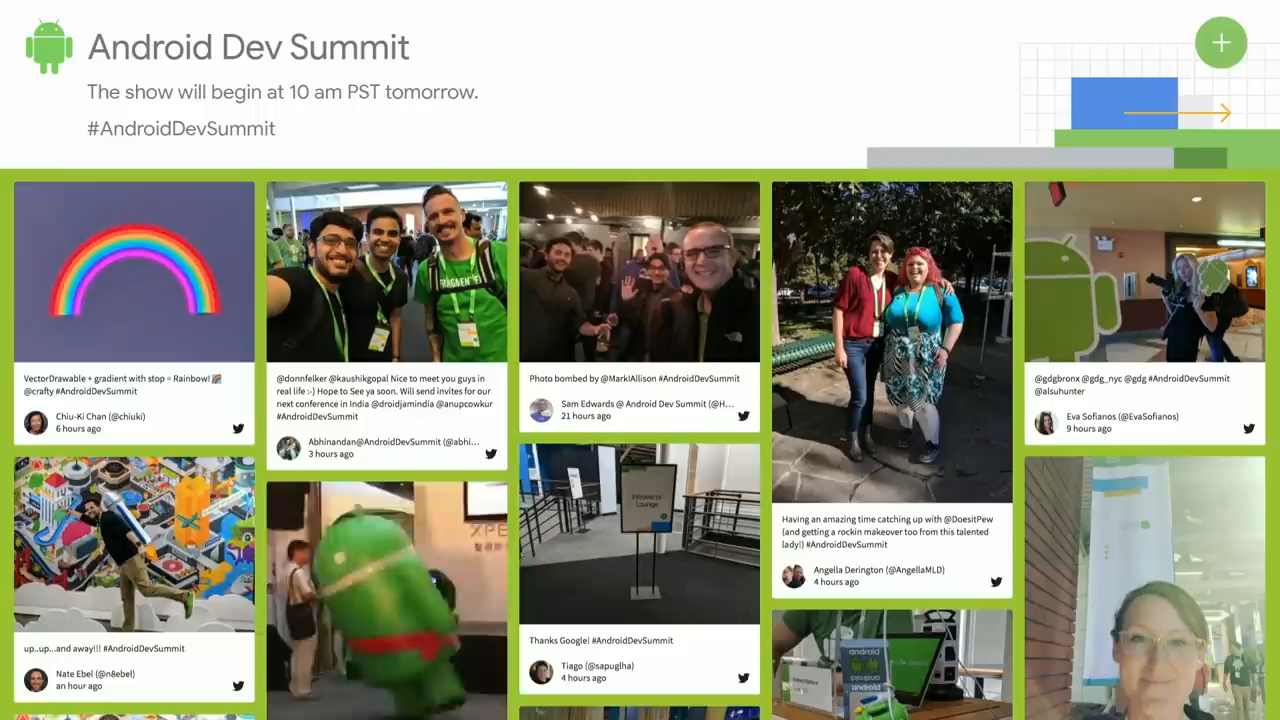 Android Dev Summit
The show will begin at 10 am PST tomorrow.
#AndroidDevSummit
VectorDrawable + gradient with stop = Rainbow! 🌈
@crafty #AndroidDevSummit
Chiu-Ki Chan (@chiuki)
6 hours ago
up..up...and away!!! #AndroidDevSummit
Nate Ebel (@n8ebel)
an hour ago
FRAGMENTED
@donnfelker @kaushikgopal Nice to meet you guys in
real life :-) Hope to See ya soon. Will send invites for our
next conference in India @droidjamindia @anupcowkur
#AndroidDevSummit
Abhinandan@AndroidDevSummit (@abhi...
3 hours ago
XPE
Photo bombed by @MarkIAllison #AndroidDevSummit
Sam Edwards @ Android Dev Summit (@H...
21 hours ago
Introverts'
Lounge
Thanks Google! #AndroidDevSummit
Tiago (@sapuglha)
4 hours ago
Having an amazing time catching up with @DoesitPew
(and getting a rockin makeover too from this talented
lady!) #AndroidDevSummit
Angella Derington (@AngellaMLD)
4 hours ago
android
android
@gdgbronx @gdg_nyc @gdg #AndroidDevSummit
@alsuhunter
Eva Sofianos (@EvaSofianos)
9 hours ago